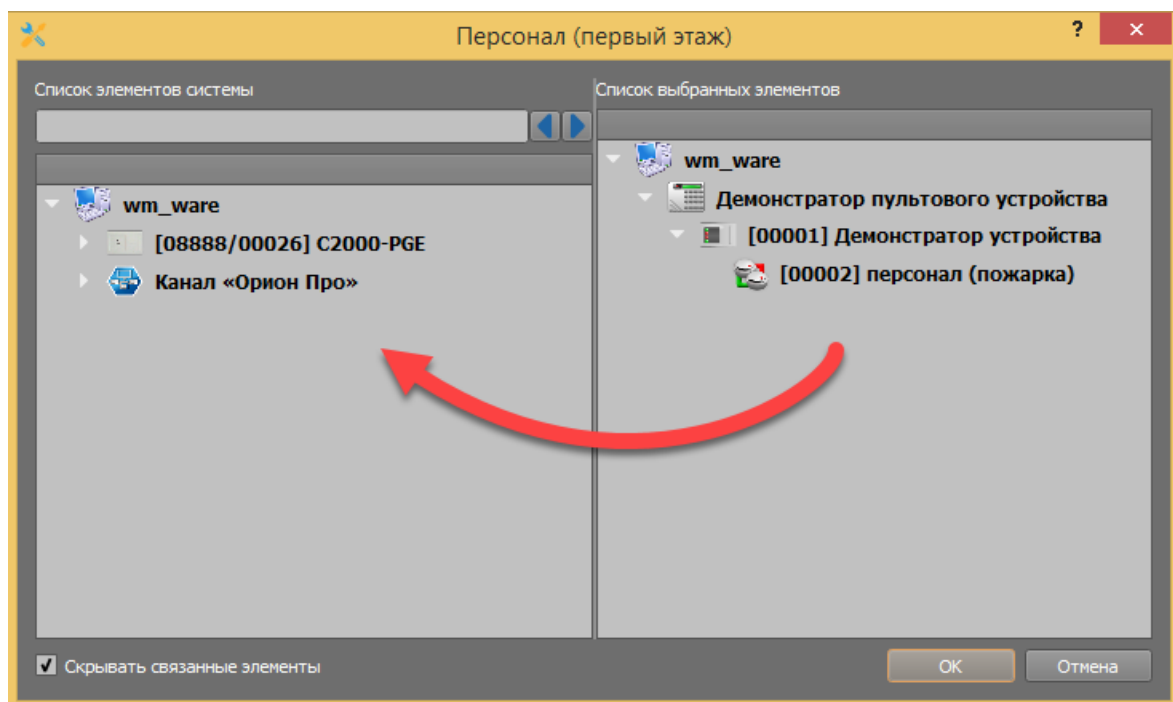 Персонал (первый этаж)
?
×
Список элементов системы
Список выбранных элементов
wm_ware
[08888/00026] С2000-PGE
Канал «Орион Про»
wm_ware
Демонстратор пультового устройства
[00001] Демонстратор устройства
[00002] персонал (пожарка)
Скрывать связанные элементы
ОК
Отмена